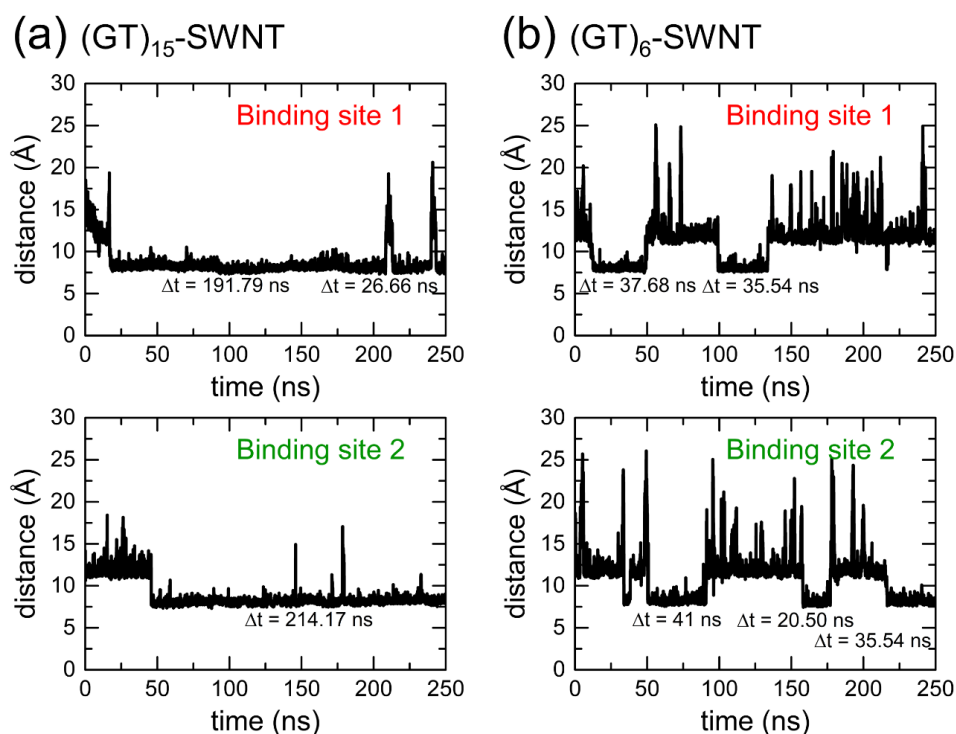 (a) (GT)15-SWNT
30
25
20
15
10
5
0
distance (Å)
Binding site 1
Δt = 191.79 ns
Δt = 26.66 ns
0 50 100 150 200 250
time (ns)
30
25
20
15
10
5
0
distance (Å)
Binding site 2
Δt = 214.17 ns
0 50 100 150 200 250
time (ns)
(b) (GT)6-SWNT
30
25
20
15
10
5
0
distance (Å)
Binding site 1
Δt = 37.68 ns
Δt = 35.54 ns
0 50 100 150 200 250
time (ns)
30
25
20
15
10
5
0
distance (Å)
Binding site 2
Δt = 41 ns
Δt = 20.50 ns
Δt = 35.54 ns
0 50 100 150 200 250
time (ns)